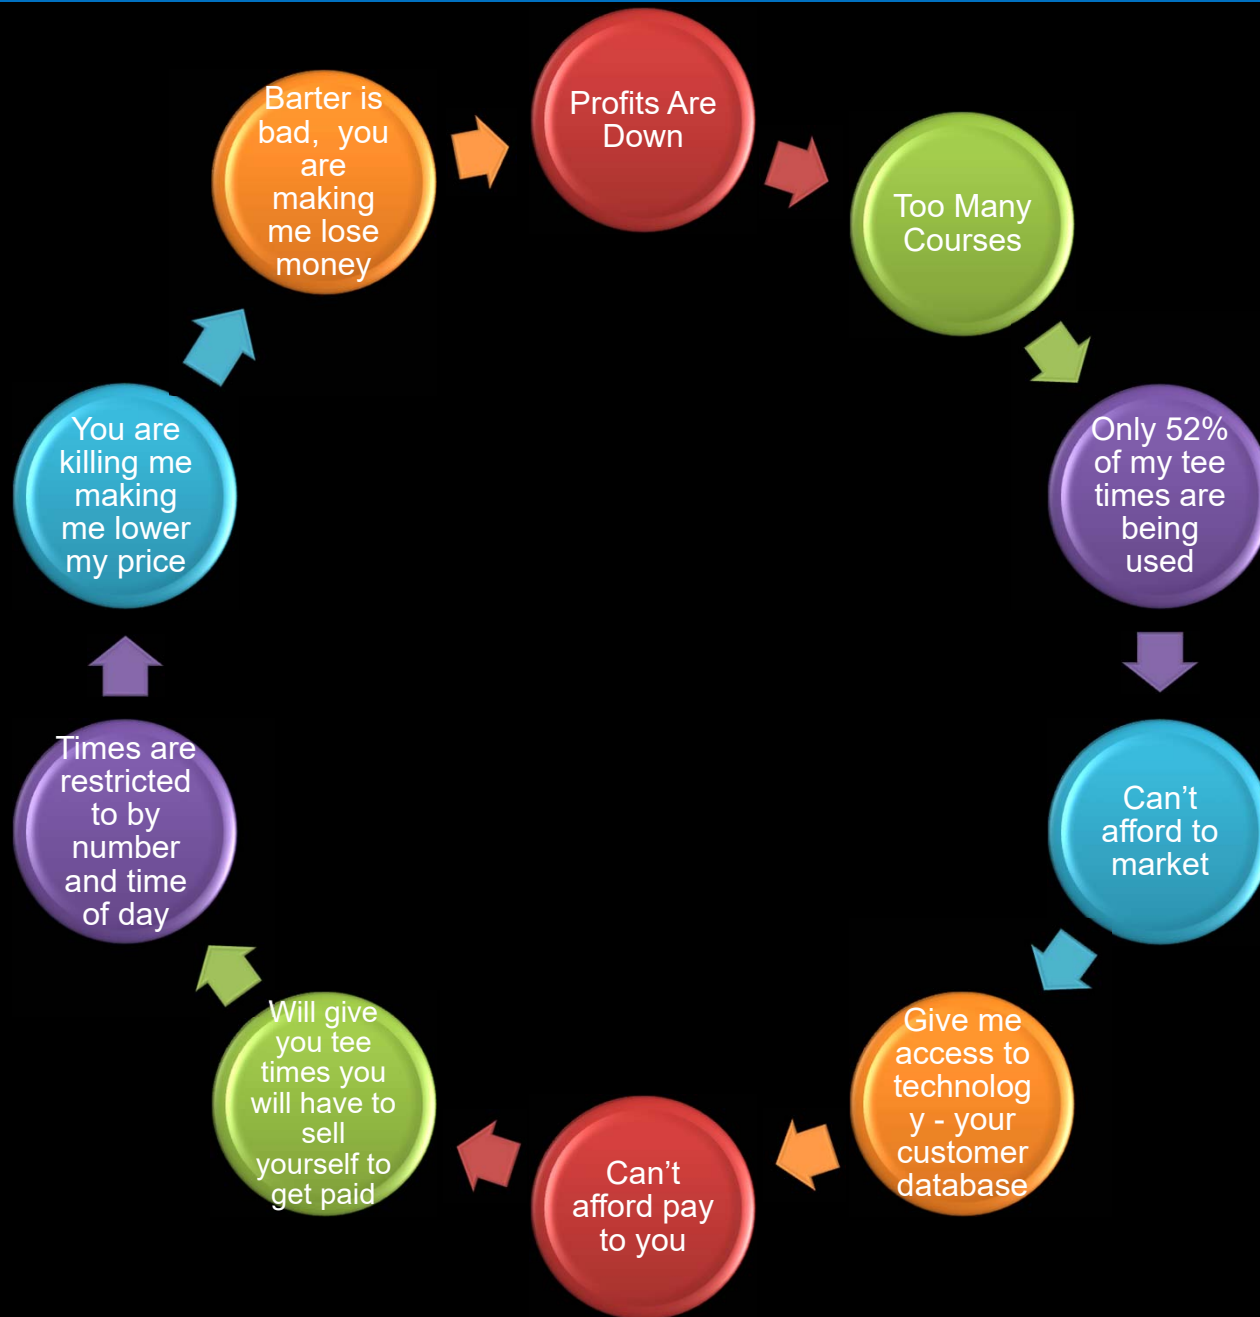 Profits Are
Down
Too Many
Courses
Only 52%
of my tee
times are
being
used
Can’t
afford to
market
Give me
access to
technolog
y - your
customer
database
Can’t
afford pay
to you
Will give
you tee
times you
will have to
sell
yourself to
get paid
Times are
restricted
to by
number
and time
of day
You are
killing me
making
me lower
my price
Barter is
bad,  you
are
making
me lose
money